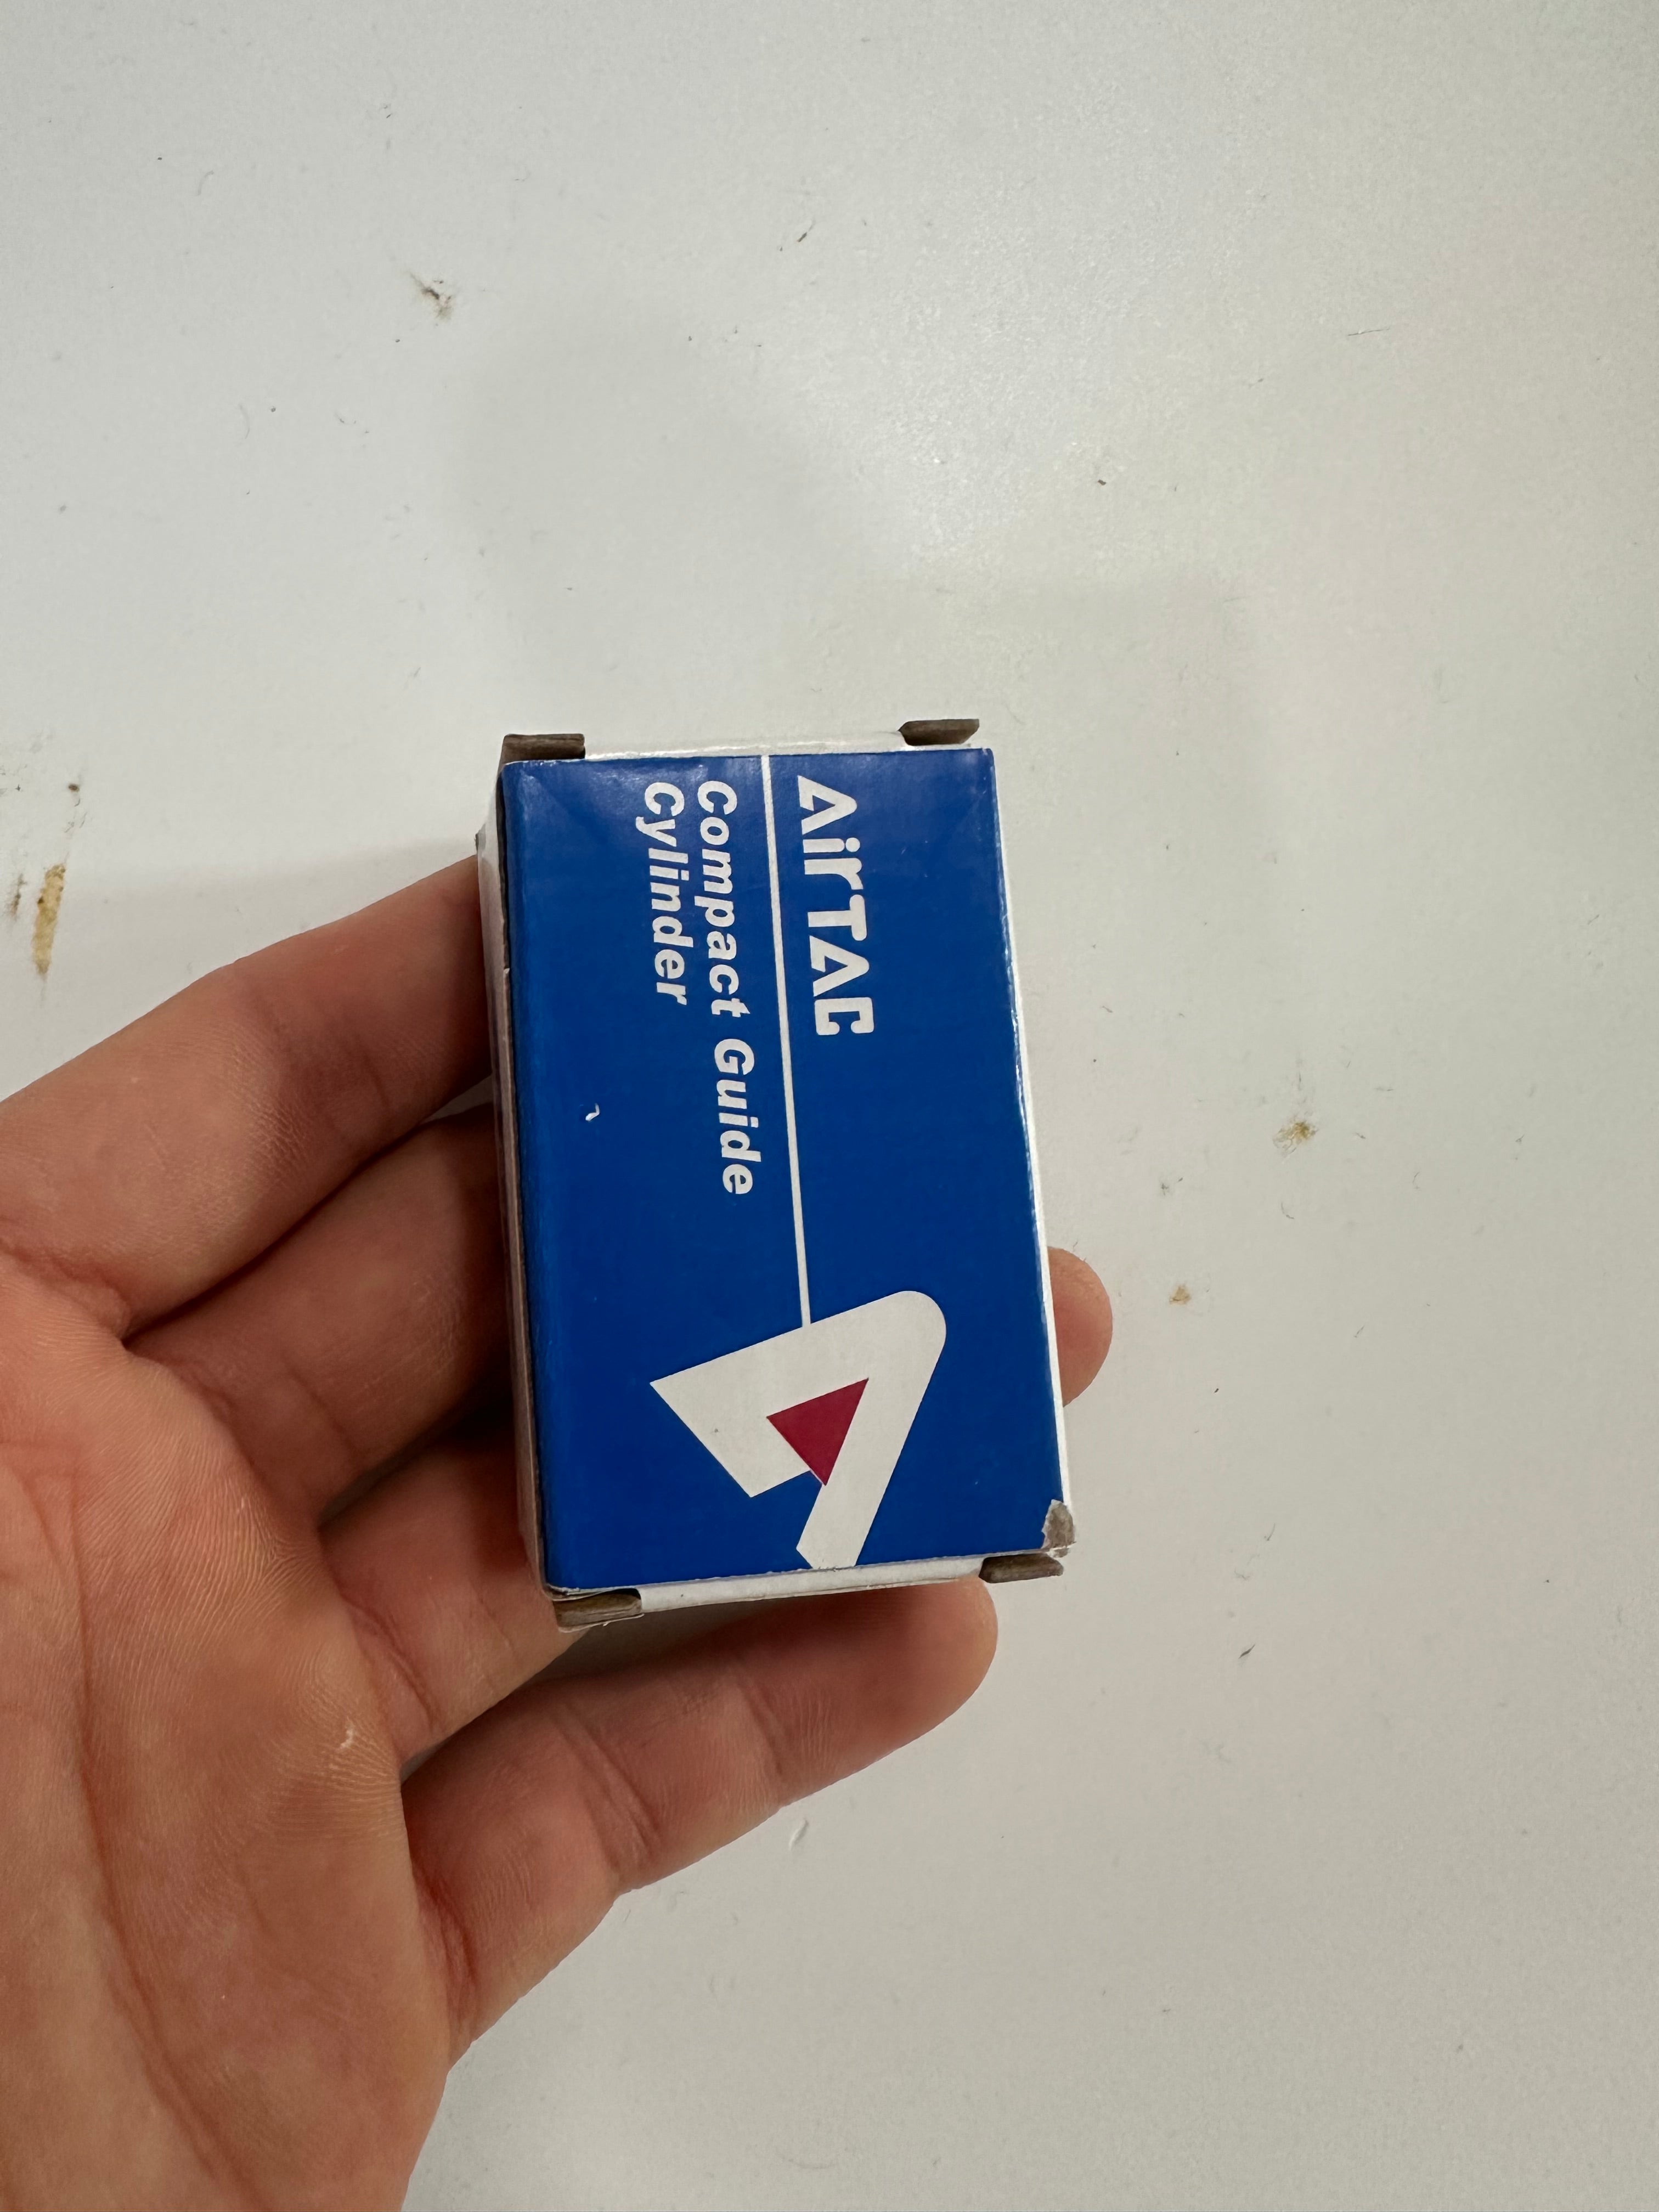 AirTAC
Compact Guide
Cylinder